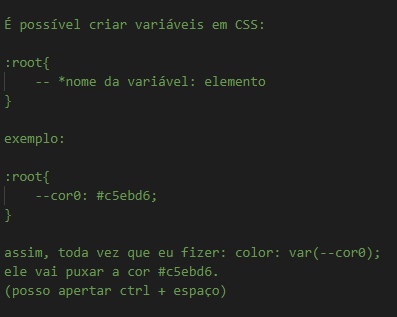 É possível criar variáveis em CSS:
:root{
-- *nome da variável: elemento
}
exemplo:
:root{
--cor0: #c5ebd6;
}
assim, toda vez que eu fizer: color: var(--cor0);
ele vai puxar a cor #c5ebd6.
(posso apertar ctrl + espaço)